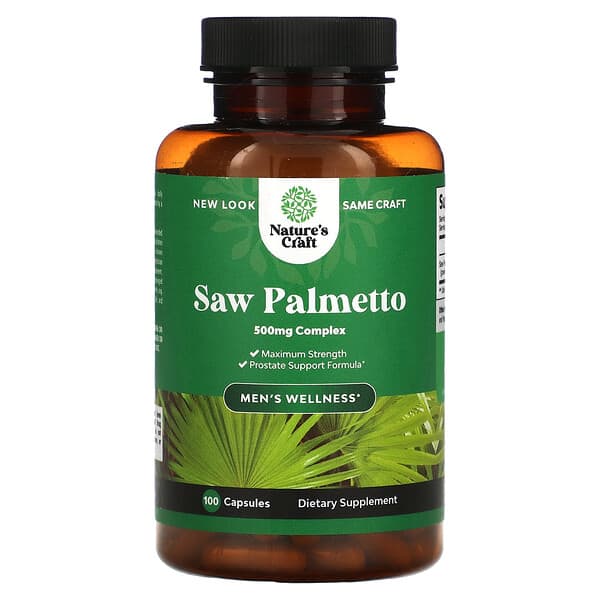 NEW LOOK
SAME CRAFT
Nature's
Craft
Saw Palmetto
500mg Complex
✓ Maximum Strength
✓ Prostate Support Formula*
MEN'S WELLNESS*
100 Capsules
Dietary Supplement